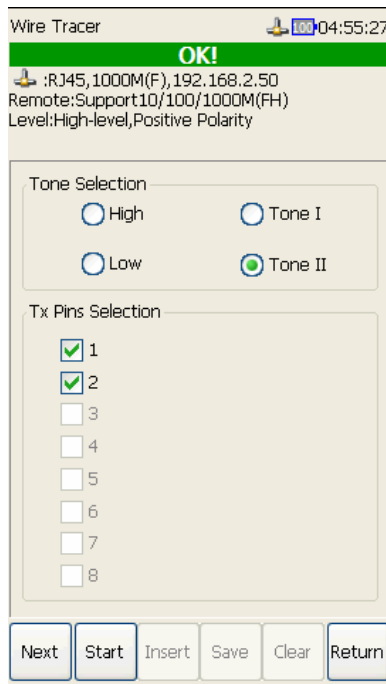 Wire Tracer 100 04:55:27
OK!
:RJ45,1000M(F),192.168.2.50
Remote:Support10/100/1000M(FH)
Level:High-level,Positive Polarity
Tone Selection
High Tone I
Low Tone II
Tx Pins Selection
1
2
3
4
5
6
7
8
Next Start Insert Save Clear Return